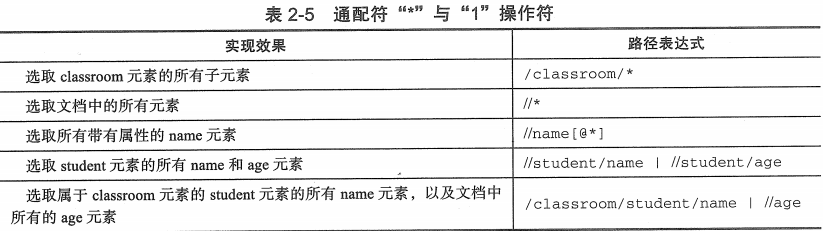 表 2-5 通配符“*”与“1”操作符
实现效果 路径表达式
选取 classroom 元素的所有子元素 /classroom/*
选取文档中的所有元素 //*
选取所有带有属性的 name 元素 //name[@*]
选取 student 元素的所有 name 和 age 元素 //student/name | //student/age
选取属于 classroom 元素的 student 元素的所有 name 元素，以及文档中
所有的 age 元素 /classroom/student/name | //age